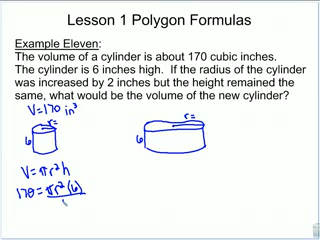 Lesson 1 Polygon Formulas
Example Eleven:
The volume of a cylinder is about 170 cubic inches.
The cylinder is 6 inches high. If the radius of the cylinder
was increased by 2 inches but the height remained the
same, what would be the volume of the new cylinder?
V=170 in³
r=
r=
6
6
V=πr²h
170=πr²(6)